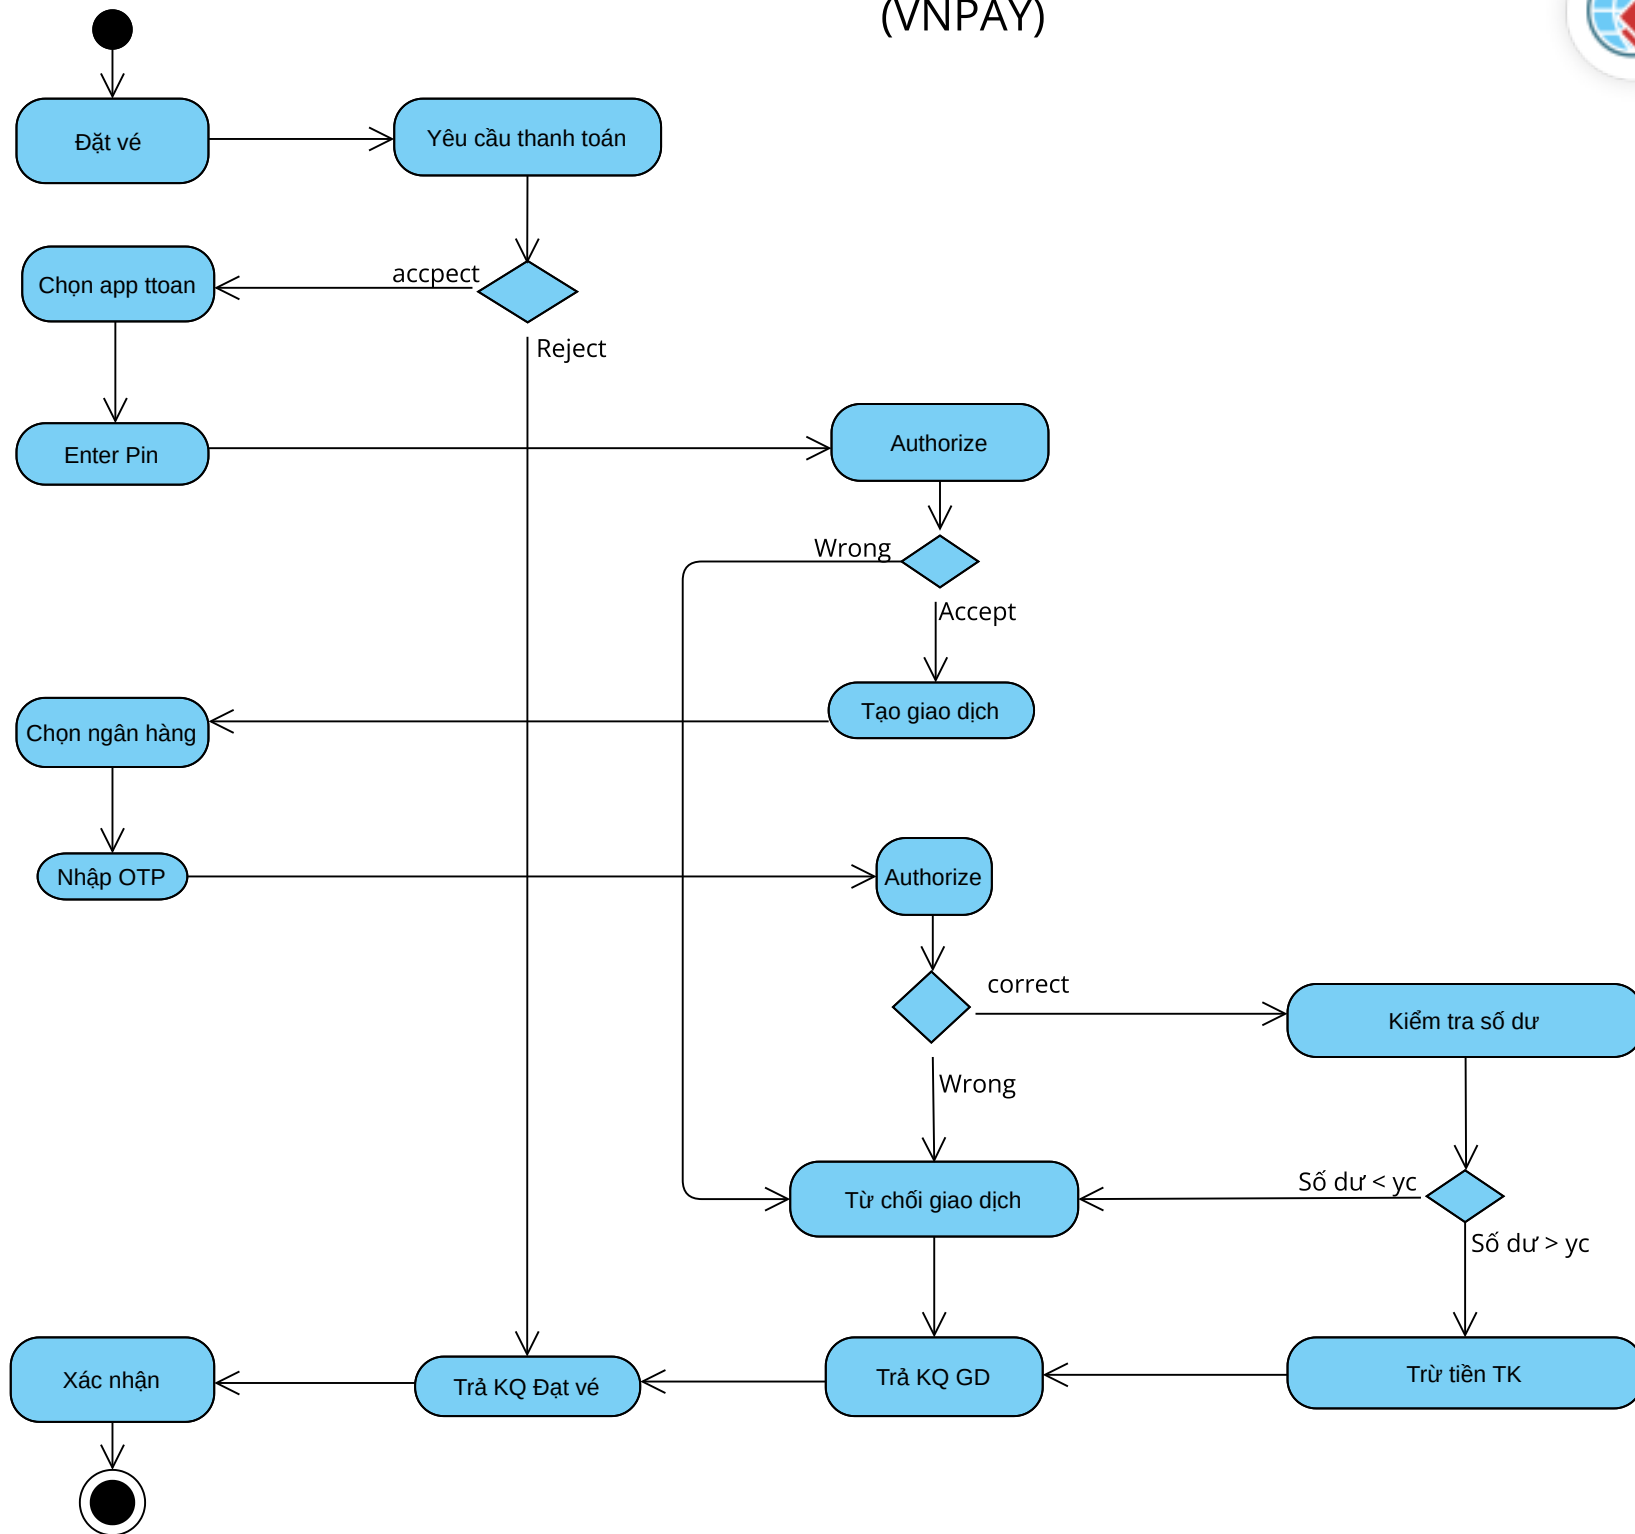 (VNPAY)
Đặt vé
Yêu cầu thanh toán
Chọn app ttoan
accpect
Reject
Enter Pin
Authorize
Wrong
Accept
Chọn ngân hàng
Tạo giao dịch
Nhập OTP
Authorize
correct
Kiểm tra số dư
Wrong
Từ chối giao dịch
Số dư < yc
Số dư > yc
Xác nhận
Trả KQ Đạt vé
Trả KQ GD
Trừ tiền TK